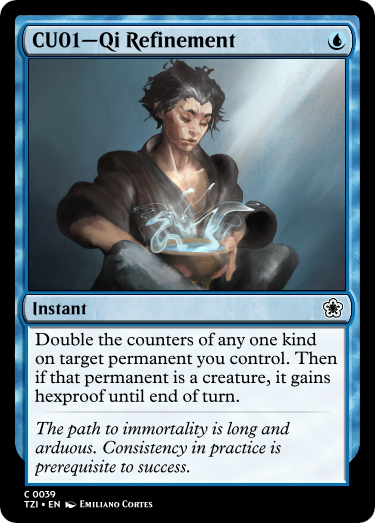 CU01—Qi Refinement
Instant
Double the counters of any one kind
on target permanent you control. Then
if that permanent is a creature, it gains
hexproof until end of turn.
The path to immortality is long and
arduous. Consistency in practice is
prerequisite to success.
C 0039
TZI • EN Emiliano Cortes